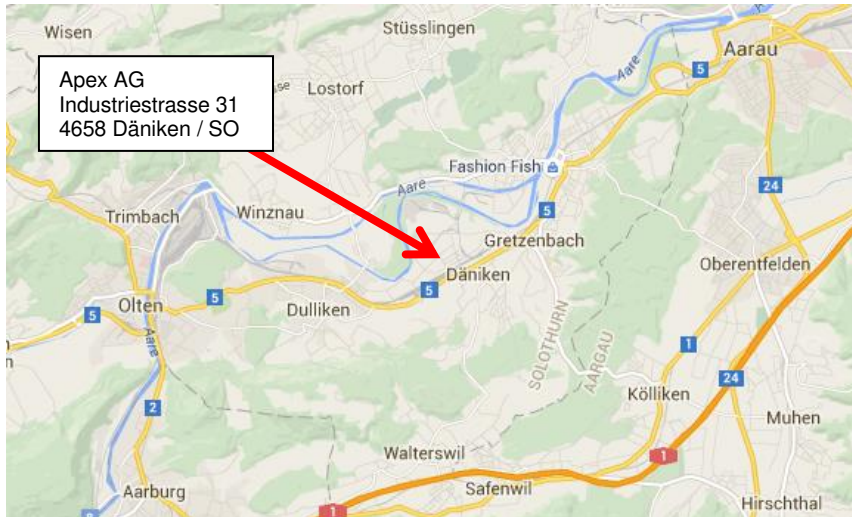 Wisen
Stüsslingen
Aarau
Apex AG
Industriestrasse 31
4658 Däniken / SO
se
Lostorf
Aare
5
Fashion Fish
Aare
24
Trimbach
Winznau
5
Gretzenbach
Oberentfelden
Däniken
5
5
Olten
5
Dulliken
Aare
SOLOTHURN
AARGAU
1
24
2
Kölliken
Muhen
Walterswil
1
Aarburg
Safenwil
1
Hirschthal